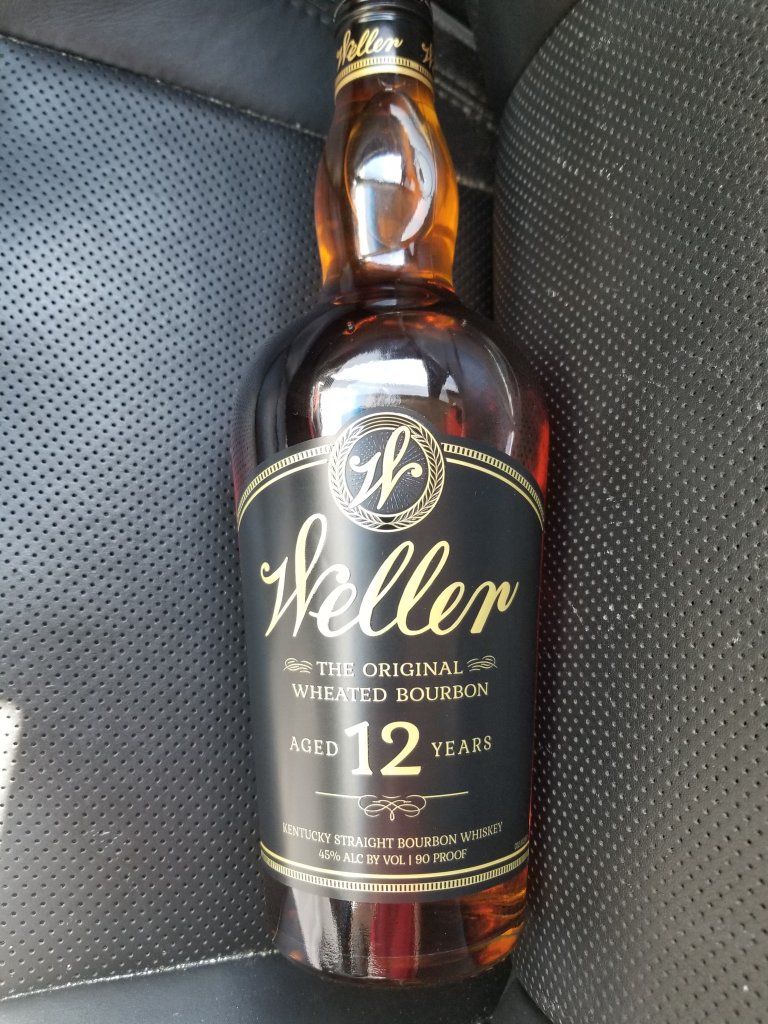 Weller W
W
Weller
THE ORIGINAL
WHEATED BOURBON
AGED 12 YEARS
KENTUCKY STRAIGHT BOURBON WHISKEY
45% ALC BY VOL | 90 PROOF